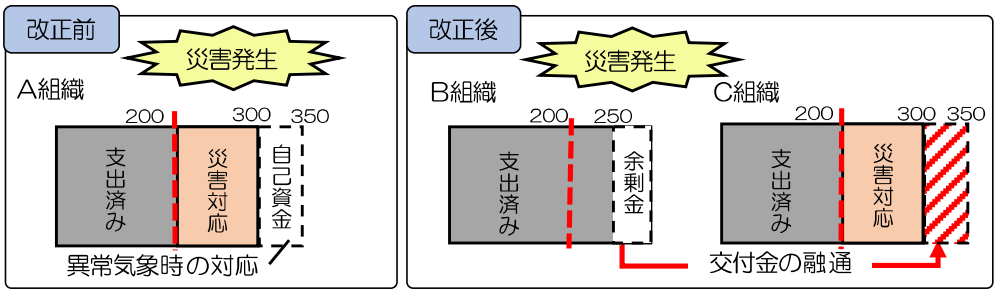 改正前
災害発生
A組織
200
300
350
支出済み
災害対応
自己資金
異常気象時の対応
改正後
災害発生
B組織
200
250
支出済み
余剰金
C組織
200
300
350
支出済み
災害対応
交付金の融通